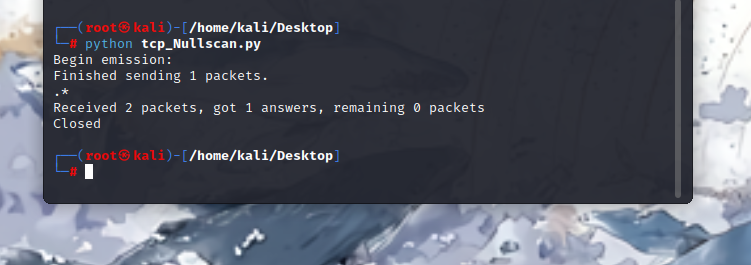 ┌──(root㉿kali)-[/home/kali/Desktop]
└─# python tcp_Nullscan.py
Begin emission:
Finished sending 1 packets.
.*
Received 2 packets, got 1 answers, remaining 0 packets
Closed
┌──(root㉿kali)-[/home/kali/Desktop]
└─#